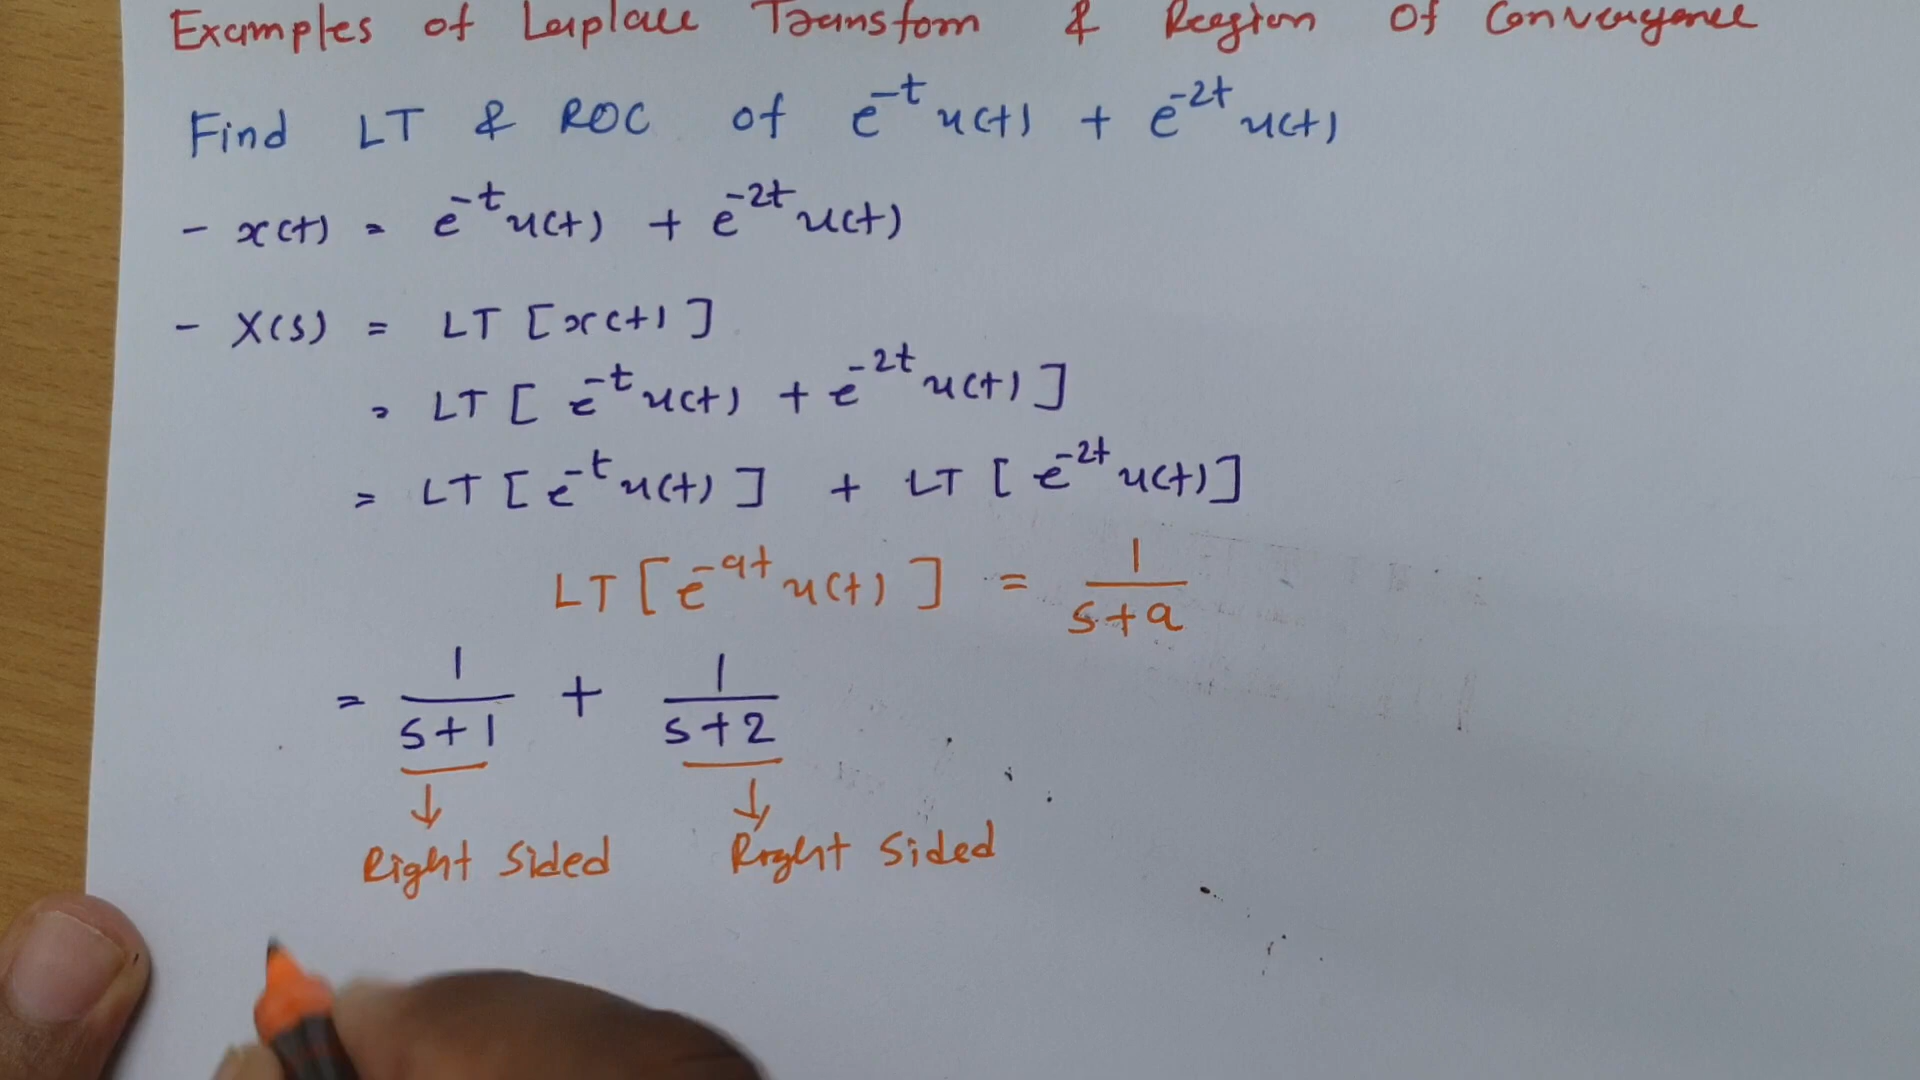 Examples of Laplace Transform & Region Of Convergence
Find LT & ROC of e^-t u(t) + e^-2t u(t)
- x(t) = e^-t u(t) + e^-2t u(t)
- X(s) = LT [x(t)]
= LT [ e^-t u(t) + e^-2t u(t) ]
= LT [ e^-t u(t) ] + LT [ e^-2t u(t) ]
LT [ e^-at u(t) ] = 1/(s+a)
= 1/(s+1) + 1/(s+2)
↓ ↓
Right Sided Right Sided